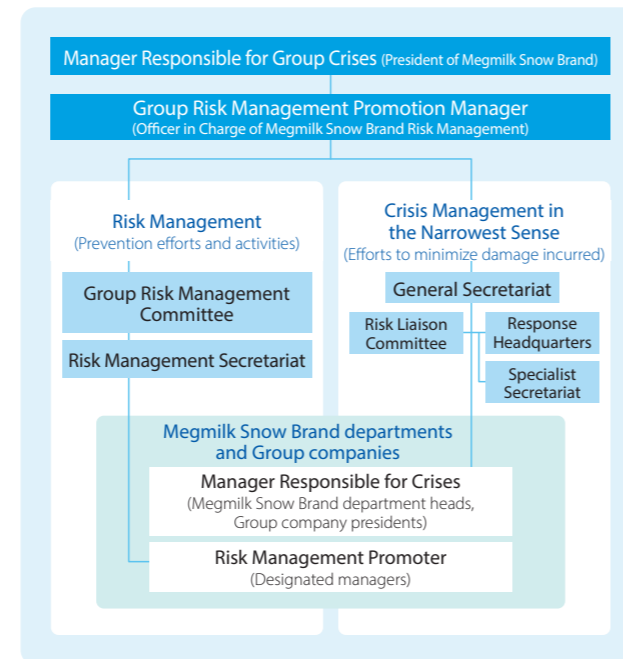 Manager Responsible for Group Crises (President of Megmilk Snow Brand)
Group Risk Management Promotion Manager
(Officer in Charge of Megmilk Snow Brand Risk Management)
Risk Management
(Prevention efforts and activities)
Group Risk Management
Committee
Risk Management Secretariat
Crisis Management in
the Narrowest Sense
(Efforts to minimize damage incurred)
General Secretariat
Risk Liaison
Committee
Response
Headquarters
Specialist
Secretariat
Megmilk Snow Brand departments
and Group companies
Manager Responsible for Crises
(Megmilk Snow Brand department heads,
Group company presidents)
Risk Management Promoter
(Designated managers)